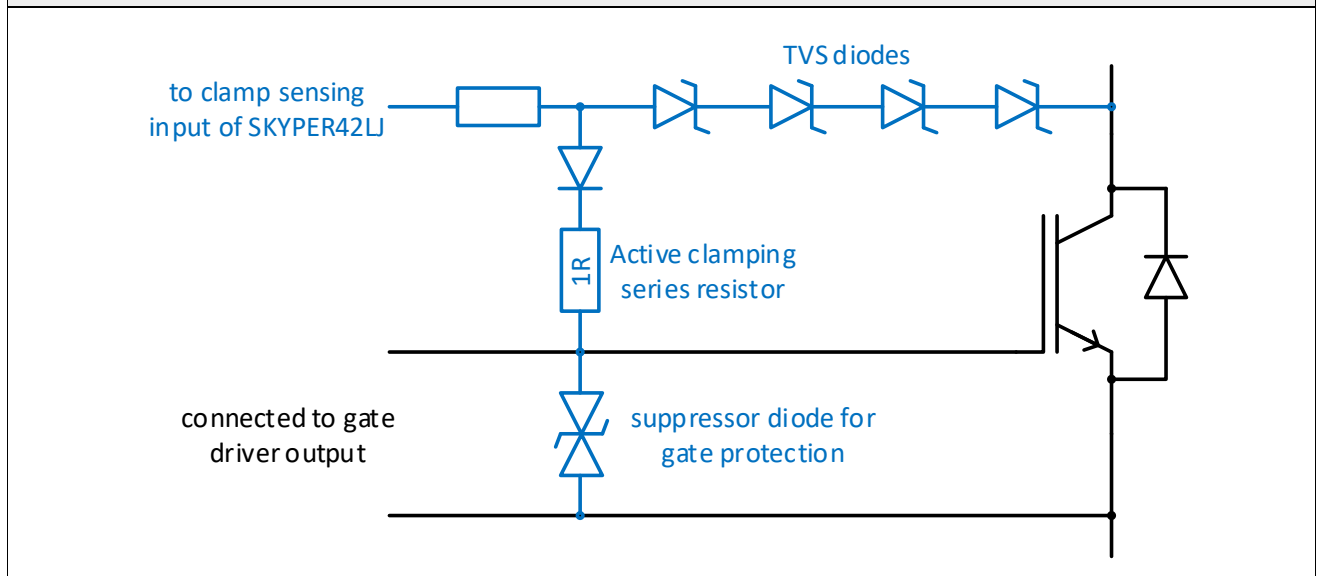 TVS diodes
to clamp sensing
input of SKYPER42LJ
1R
Active clamping
series resistor
connected to gate
driver output
suppressor diode for
gate protection